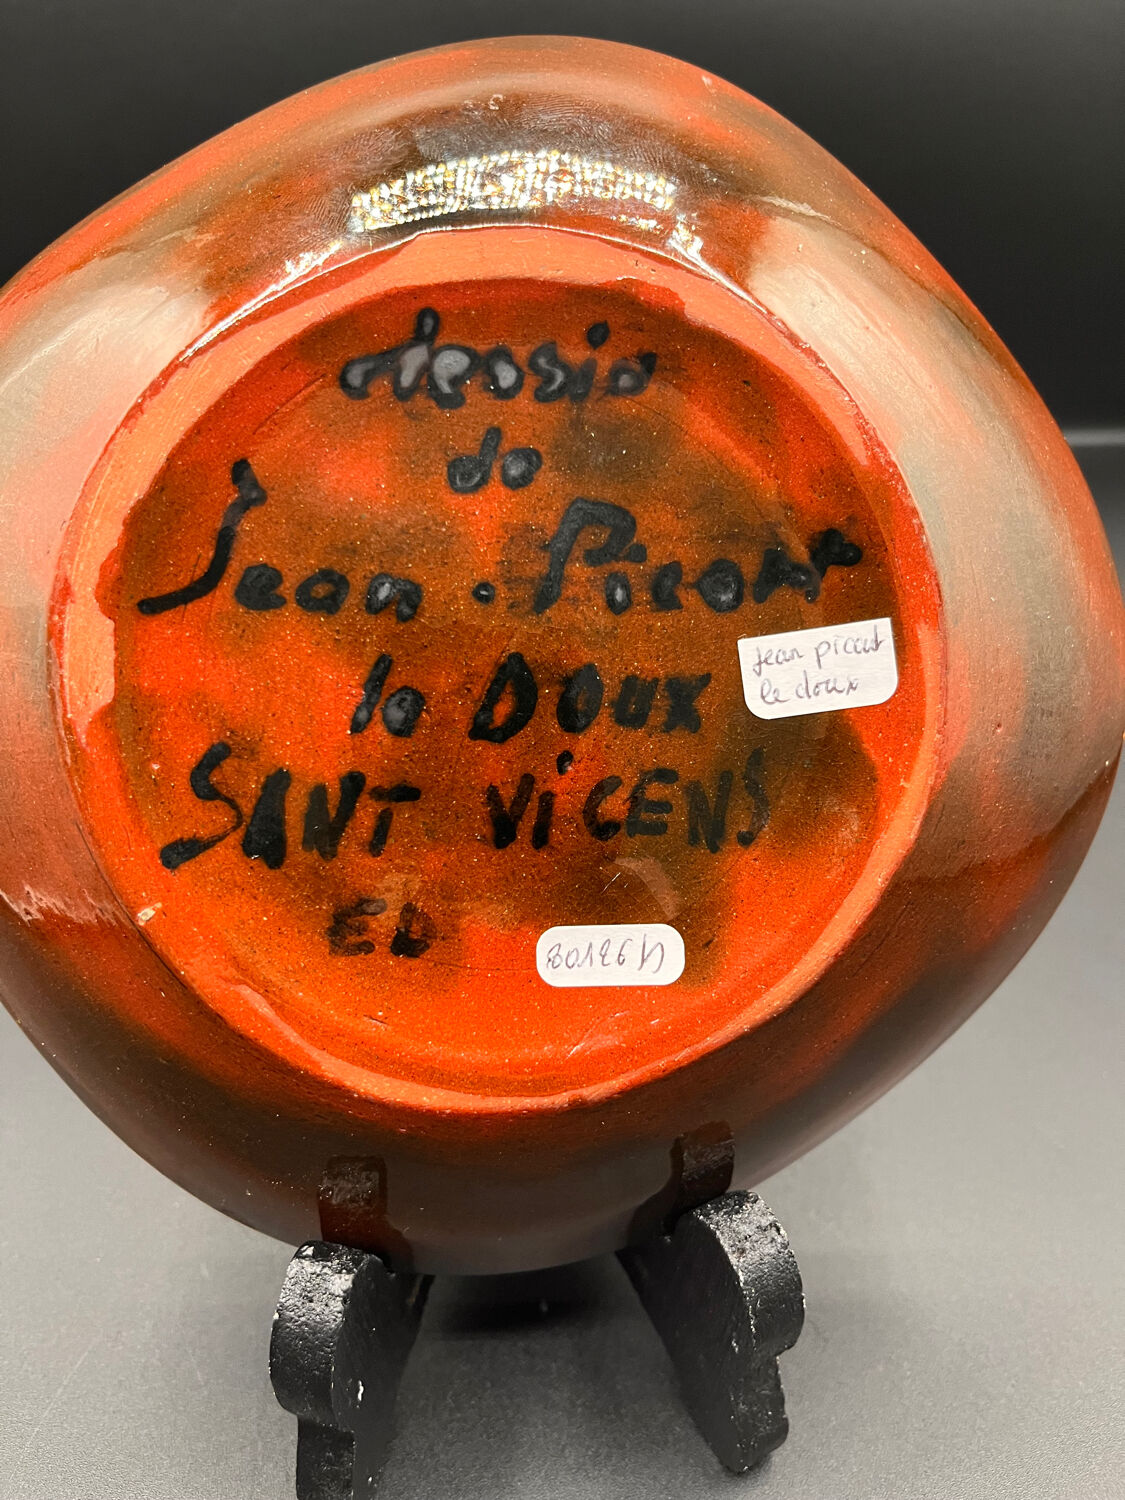 dessin
de
Jean. Picart
le DOUX
SANT VICENS
ED
Jean picart
le doux